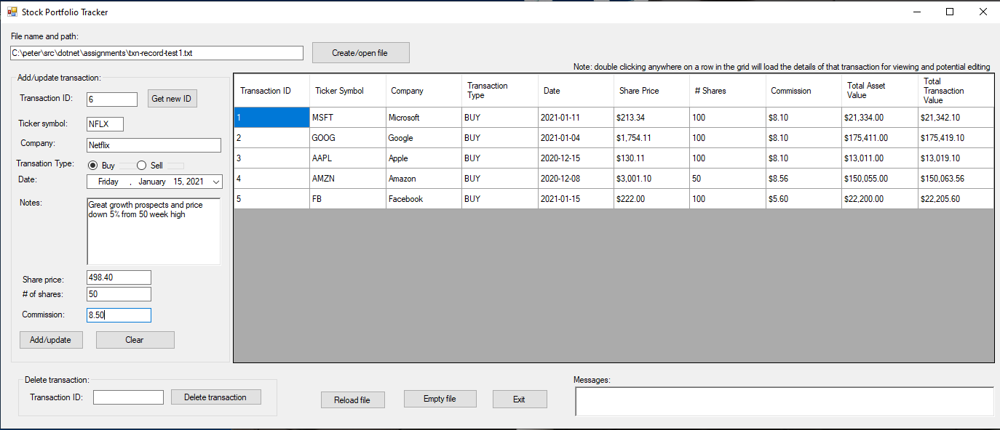 Stock Portfolio Tracker
File name and path:
C:\peter\src\dotnet\assignments\txn-record-test1.txt
Create/open file
Note: double clicking anywhere on a row in the grid will load the details of that transaction for viewing and potential editing
Add/update transaction:
Transaction ID: 6 Get new ID
Ticker symbol: NFLX
Company: Netflix
Transation Type: Buy Sell
Date: Friday , January 15, 2021
Notes: Great growth prospects and price
down 5% from 50 week high
Share price: 498.40
# of shares: 50
Commission: 8.50
Add/update Clear
Transaction ID Ticker Symbol Company Transaction Type Date Share Price # Shares Commission Total Asset Value Total Transaction Value
1 MSFT Microsoft BUY 2021-01-11 $213.34 100 $8.10 $21,334.00 $21,342.10
2 GOOG Google BUY 2021-01-04 $1,754.11 100 $8.10 $175,411.00 $175,419.10
3 AAPL Apple BUY 2020-12-15 $130.11 100 $8.10 $13,011.00 $13,019.10
4 AMZN Amazon BUY 2020-12-08 $3,001.10 50 $8.56 $150,055.00 $150,063.56
5 FB Facebook BUY 2021-01-15 $222.00 100 $5.60 $22,200.00 $22,205.60
Delete transaction:
Transaction ID: Delete transaction
Reload file Empty file Exit
Messages: